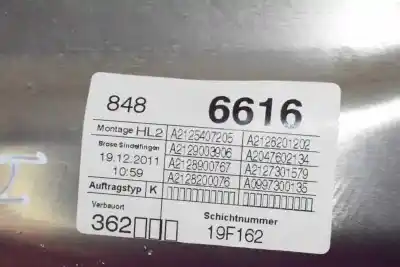 848 6616
Montage HL2 A2125407205 A2128201202
Brose Sindelfingen A2129003906 A2047602134
19.12.2011 A2128900767 A2127301579
10:59 A2128200076 A0997300135
Auftragstyp K
Verbauort Schichtnummer
362 19F162